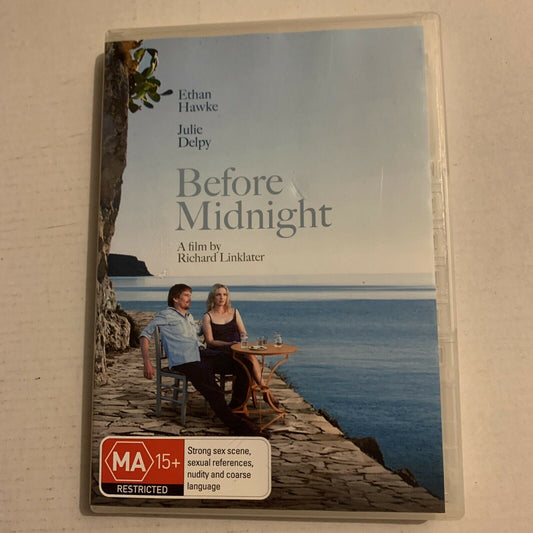 Ethan
Hawke
Julie
Delpy
Before
Midnight
A film by
Richard Linklater
MA 15+
RESTRICTED
Strong sex scene,
sexual references,
nudity and coarse
language